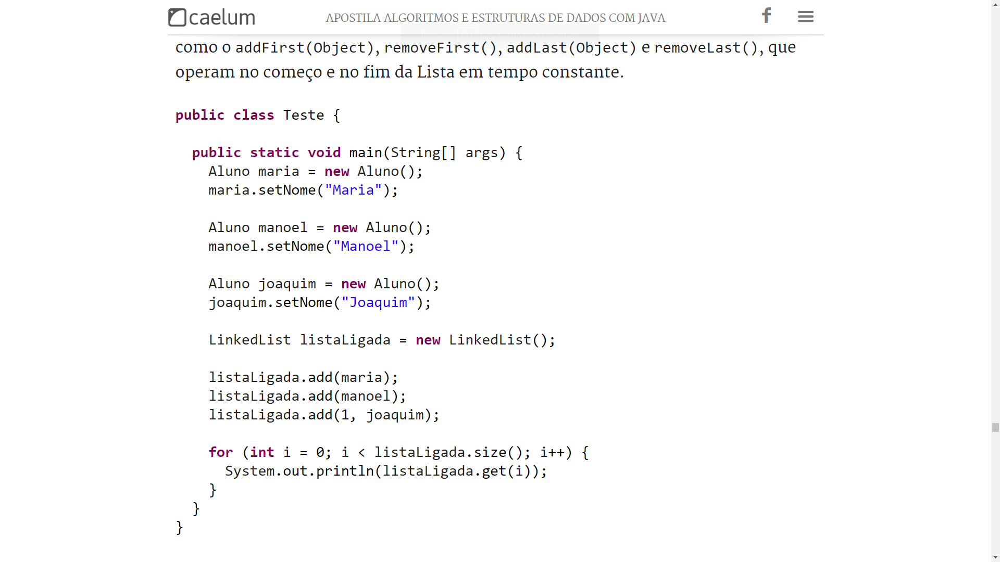 caelum APOSTILA ALGORITMOS E ESTRUTURAS DE DADOS COM JAVA f
como o addFirst(Object), removeFirst(), addLast(Object) e removeLast(), que
operam no começo e no fim da Lista em tempo constante.
public class Teste {
public static void main(String[] args) {
Aluno maria = new Aluno();
maria.setNome("Maria");
Aluno manoel = new Aluno();
manoel.setNome("Manoel");
Aluno joaquim = new Aluno();
joaquim.setNome("Joaquim");
LinkedList listaLigada = new LinkedList();
listaLigada.add(maria);
listaLigada.add(manoel);
listaLigada.add(1, joaquim);
for (int i = 0; i < listaLigada.size(); i++) {
System.out.println(listaLigada.get(i));
}
}
}